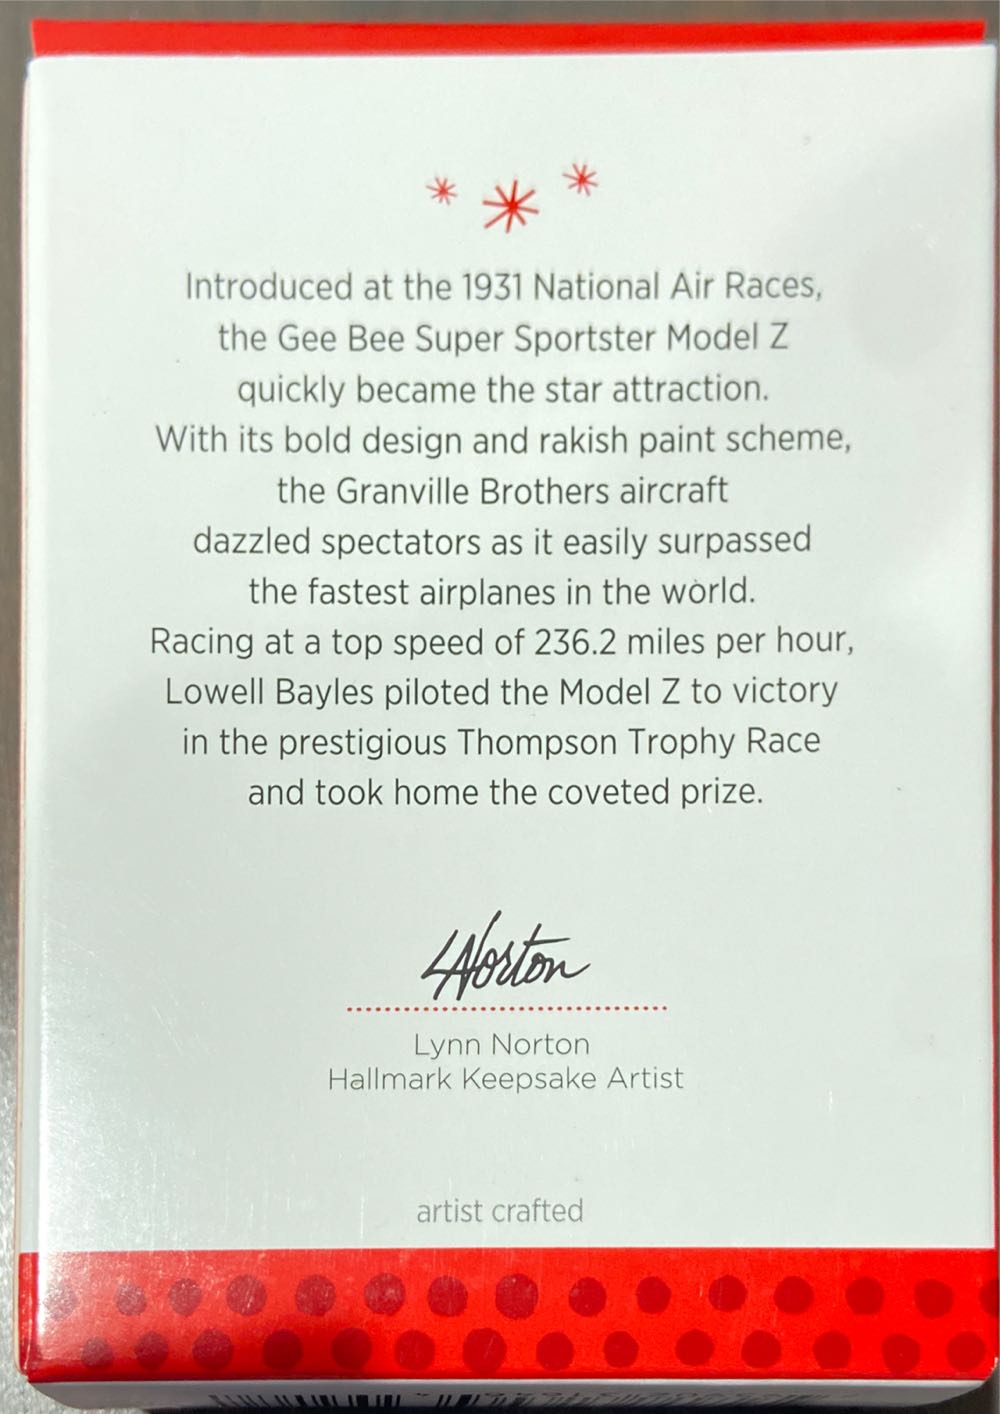 Introduced at the 1931 National Air Races,
the Gee Bee Super Sportster Model Z
quickly became the star attraction.
With its bold design and rakish paint scheme,
the Granville Brothers aircraft
dazzled spectators as it easily surpassed
the fastest airplanes in the world.
Racing at a top speed of 236.2 miles per hour,
Lowell Bayles piloted the Model Z to victory
in the prestigious Thompson Trophy Race
and took home the coveted prize.
LNorton
Lynn Norton
Hallmark Keepsake Artist
artist crafted